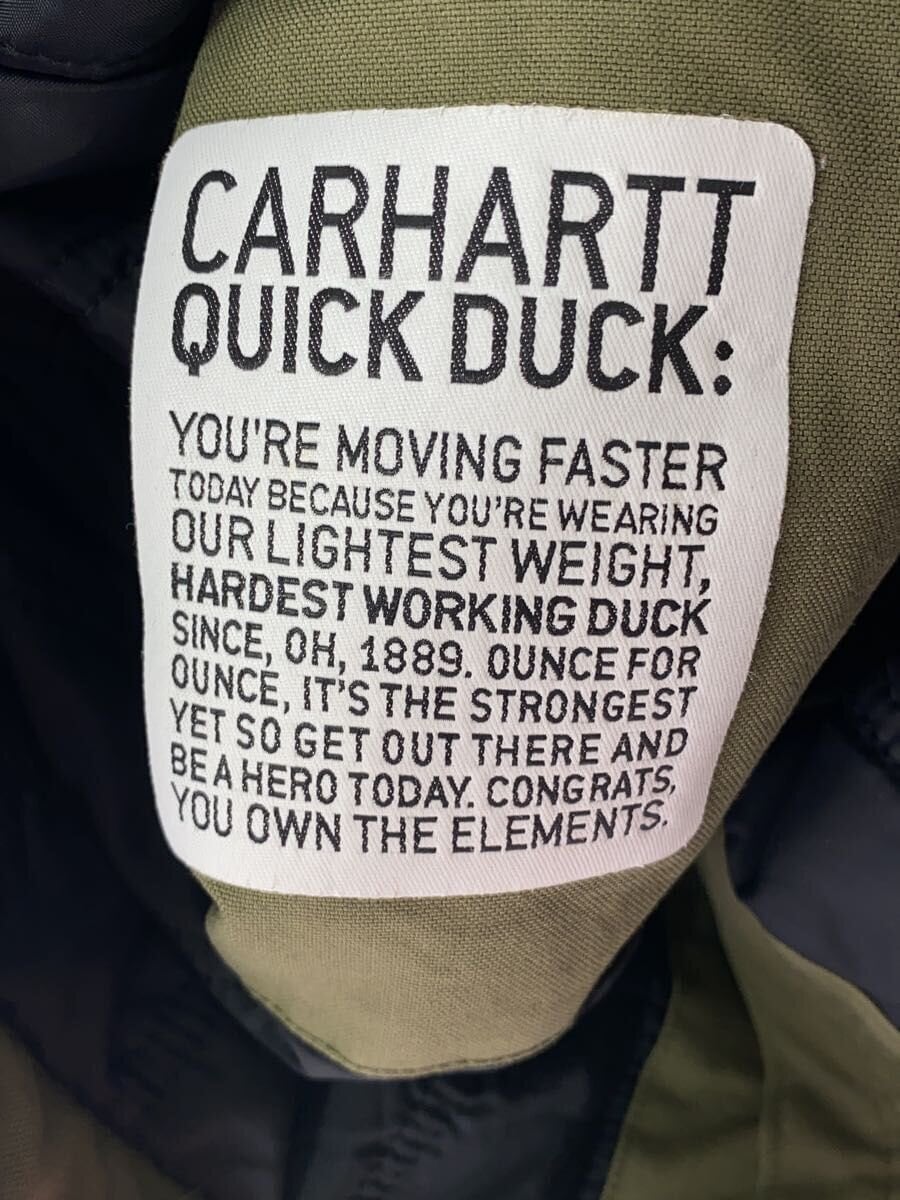 CARHARTT
QUICK DUCK:
YOU'RE MOVING FASTER
TODAY BECAUSE YOU'RE WEARING
OUR LIGHTEST WEIGHT,
HARDEST WORKING DUCK
SINCE, OH, 1889. OUNCE FOR
OUNCE, IT'S THE STRONGEST
YET SO GET OUT THERE AND
BE A HERO TODAY. CONGRATS,
YOU OWN THE ELEMENTS.